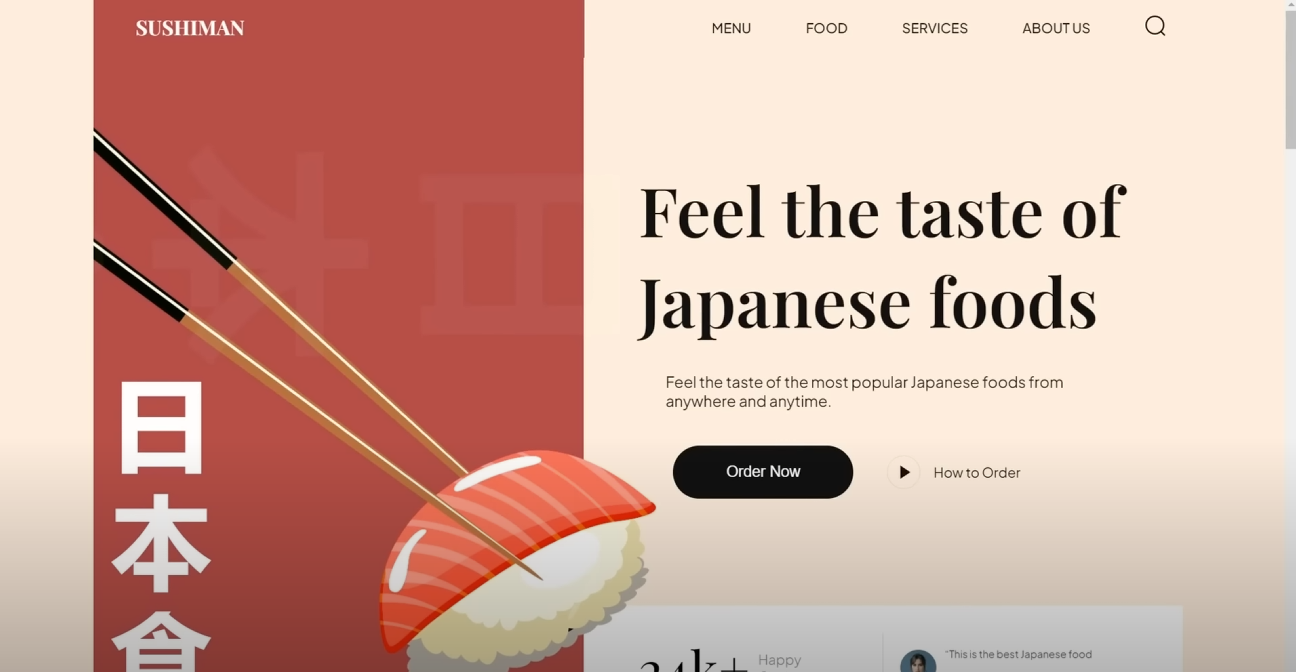 SUSHIMAN
MENU
FOOD
SERVICES
ABOUT US
Feel the taste of
Japanese foods
Feel the taste of the most popular Japanese foods from
anywhere and anytime.
Order Now
How to Order
日
本
食
Happy
"This is the best Japanese food